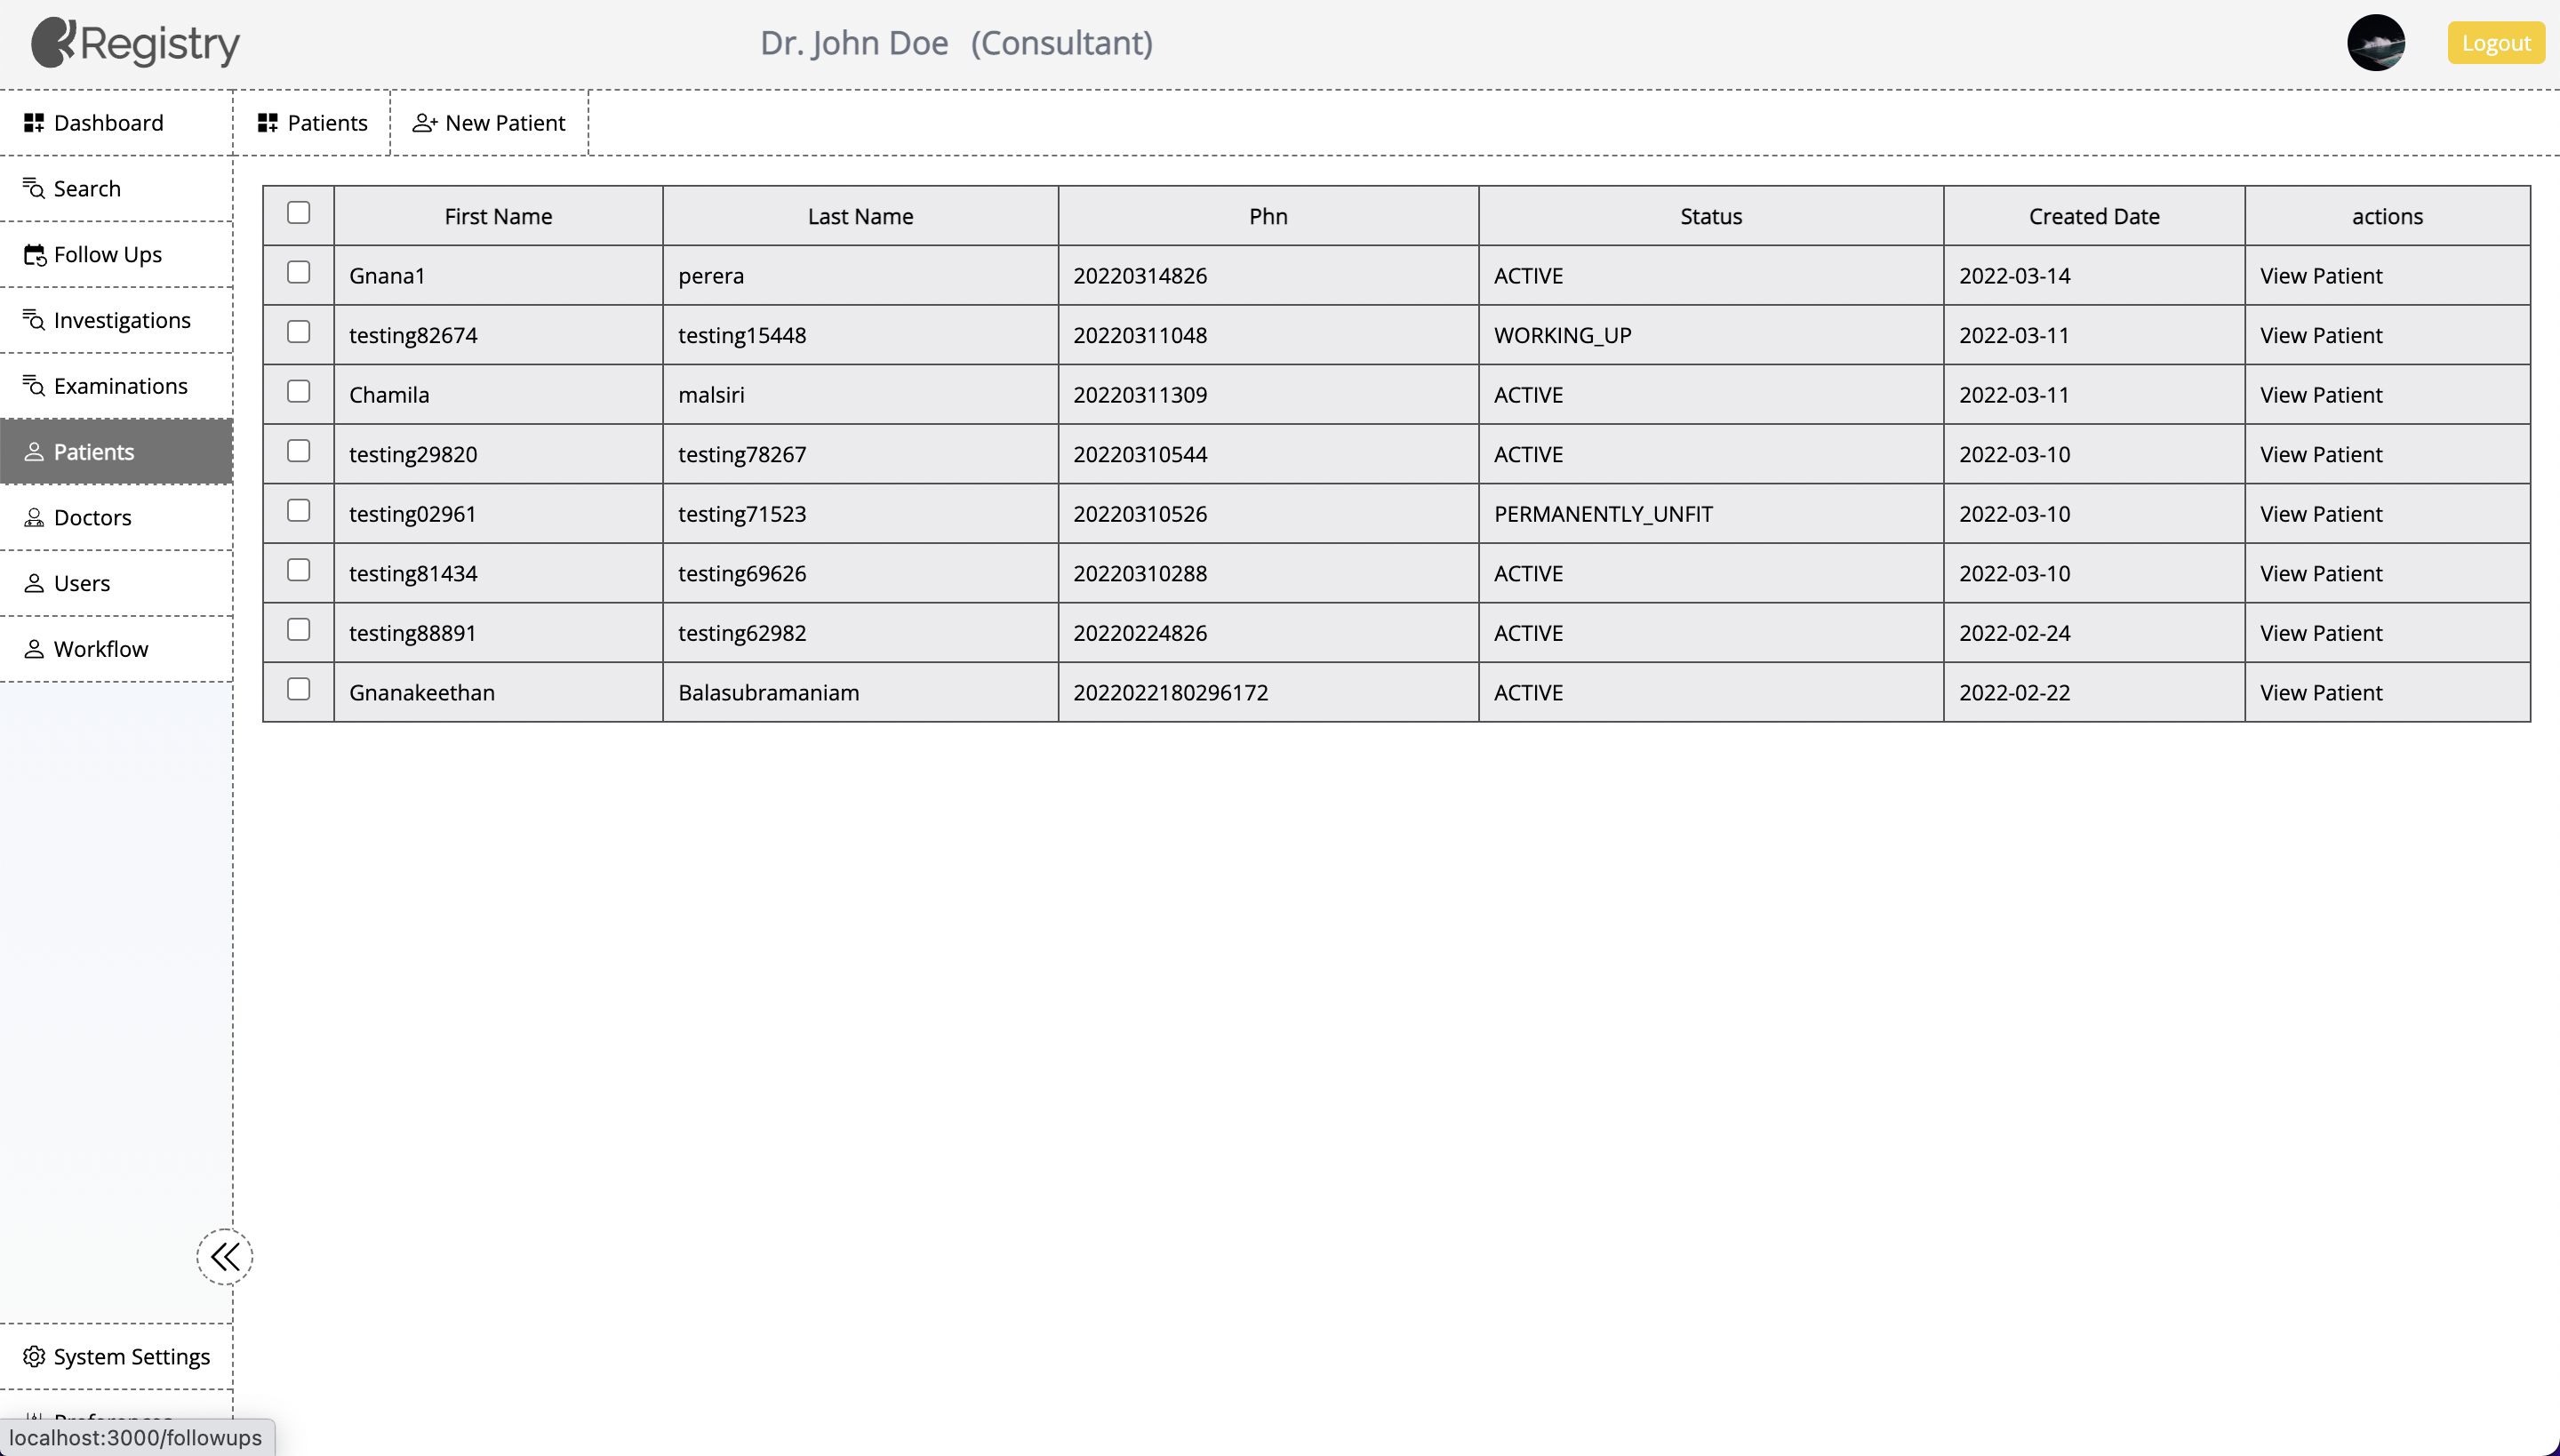 Registry
Dr. John Doe (Consultant)
Logout
Dashboard
Patients
New Patient
Search
Follow Ups
Investigations
Examinations
Patients
Doctors
Users
Workflow
First Name Last Name Phn Status Created Date actions
Gnana1 perera 20220314826 ACTIVE 2022-03-14 View Patient
testing82674 testing15448 20220311048 WORKING_UP 2022-03-11 View Patient
Chamila malsiri 20220311309 ACTIVE 2022-03-11 View Patient
testing29820 testing78267 20220310544 ACTIVE 2022-03-10 View Patient
testing02961 testing71523 20220310526 PERMANENTLY_UNFIT 2022-03-10 View Patient
testing81434 testing69626 20220310288 ACTIVE 2022-03-10 View Patient
testing88891 testing62982 20220224826 ACTIVE 2022-02-24 View Patient
Gnanakeethan Balasubramaniam 2022022180296172 ACTIVE 2022-02-22 View Patient
System Settings
localhost:3000/followups